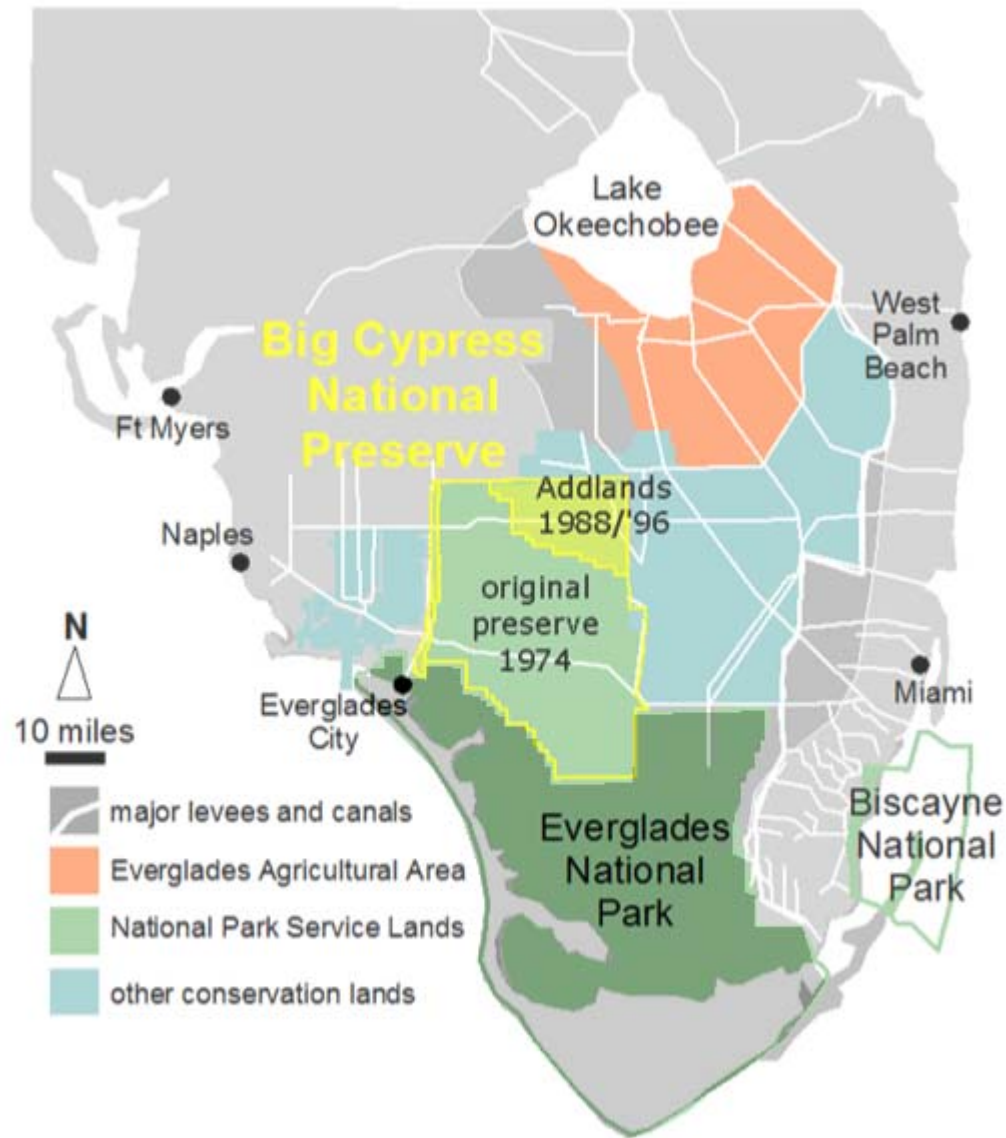 Lake
Okeechobee
West
Palm
Beach
Big Cypress
National
Preserve
Ft Myers
Addlands
1988/'96
Naples
original
preserve
1974
N
10 miles
Everglades
City
Miami
Biscayne
National
Park
Everglades
National
Park
major levees and canals
Everglades Agricultural Area
National Park Service Lands
other conservation lands